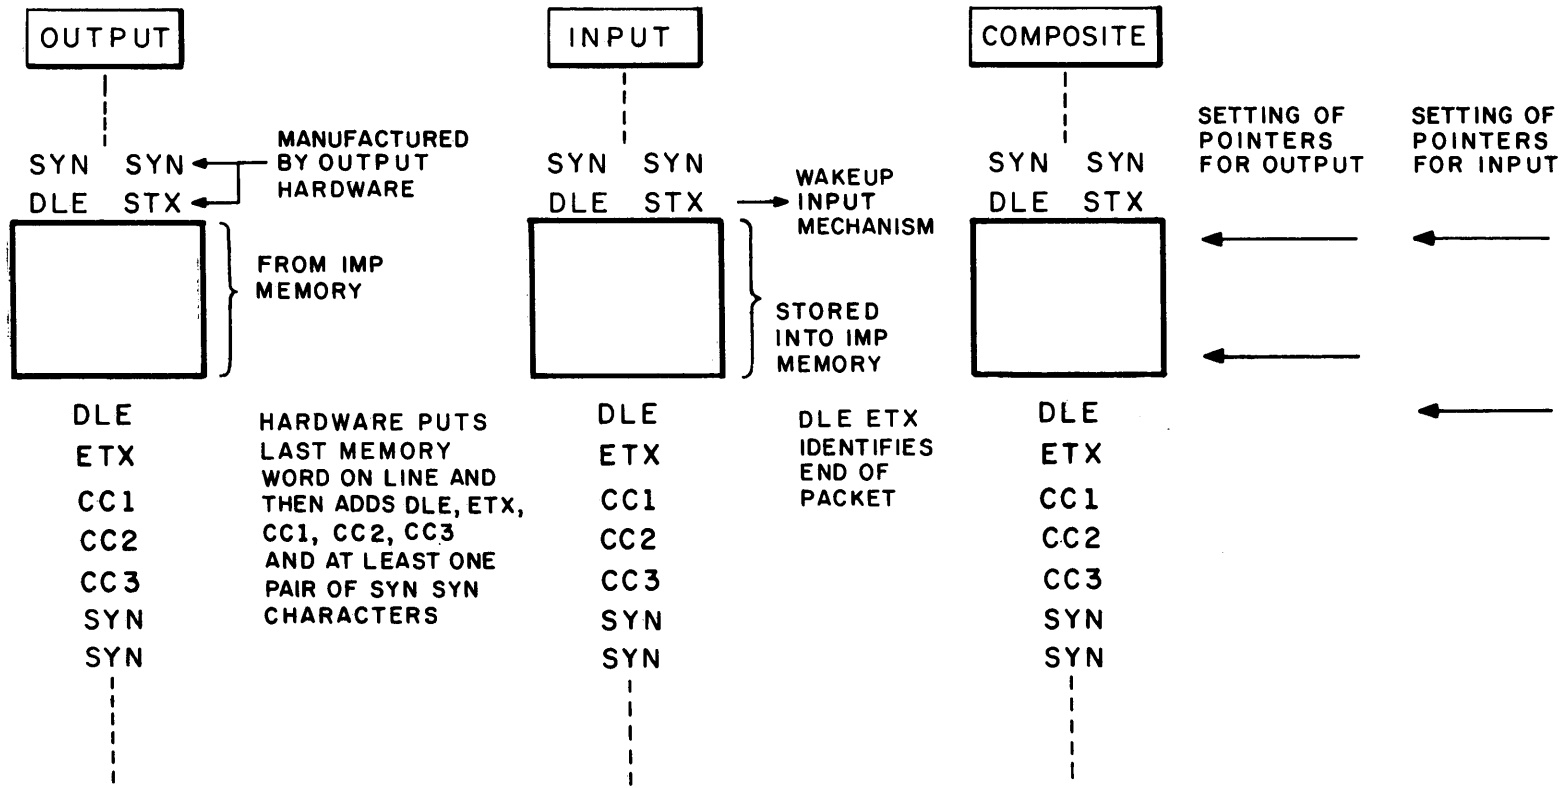 OUTPUT
SYN SYN
DLE STX
MANUFACTURED
BY OUTPUT
HARDWARE
FROM IMP
MEMORY
DLE
ETX
CC1
CC2
CC3
SYN
SYN
HARDWARE PUTS
LAST MEMORY
WORD ON LINE AND
THEN ADDS DLE, ETX,
CC1, CC2, CC3
AND AT LEAST ONE
PAIR OF SYN SYN
CHARACTERS
INPUT
SYN SYN
DLE STX
WAKEUP
INPUT
MECHANISM
STORED
INTO IMP
MEMORY
DLE
ETX
CC1
CC2
CC3
SYN
SYN
DLE ETX
IDENTIFIES
END OF
PACKET
COMPOSITE
SYN SYN
DLE STX
DLE
ETX
CC1
CC2
CC3
SYN
SYN
SETTING OF
POINTERS
FOR OUTPUT
SETTING OF
POINTERS
FOR INPUT